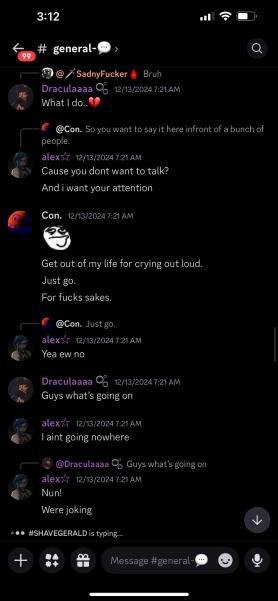 3:12
99
# general-💬 ›
@🗡SadnyFucker🩸 Bruh
Draculaaaa 12/13/2024 7:21 AM
What I do..💔
@Con. So you want to say it here infront of a bunch of
people.
alex☆ 12/13/2024 7:21 AM
Cause you dont want to talk?
And i want your attention
Con. 12/13/2024 7:21 AM
Get out of my life for crying out loud.
Just go.
For fucks sakes.
@Con. Just go.
alex☆ 12/13/2024 7:21 AM
Yea ew no
Draculaaaa 12/13/2024 7:21 AM
Guys what's going on
alex☆ 12/13/2024 7:21 AM
I aint going nowhere
@Draculaaaa Guys what's going on
alex☆ 12/13/2024 7:21 AM
Nun!
Were joking
#SHAVEGERALD is typing...
Message #general-💬